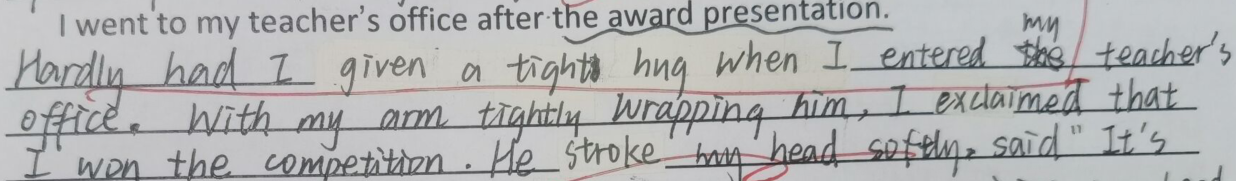 I went to my teacher's office after the award presentation.
my
Hardly had I given a tight hug when I entered teacher's
office. With my arm tightly wrapping him, I exclaimed that
I won the competition. He stroke my head softly, said " It's